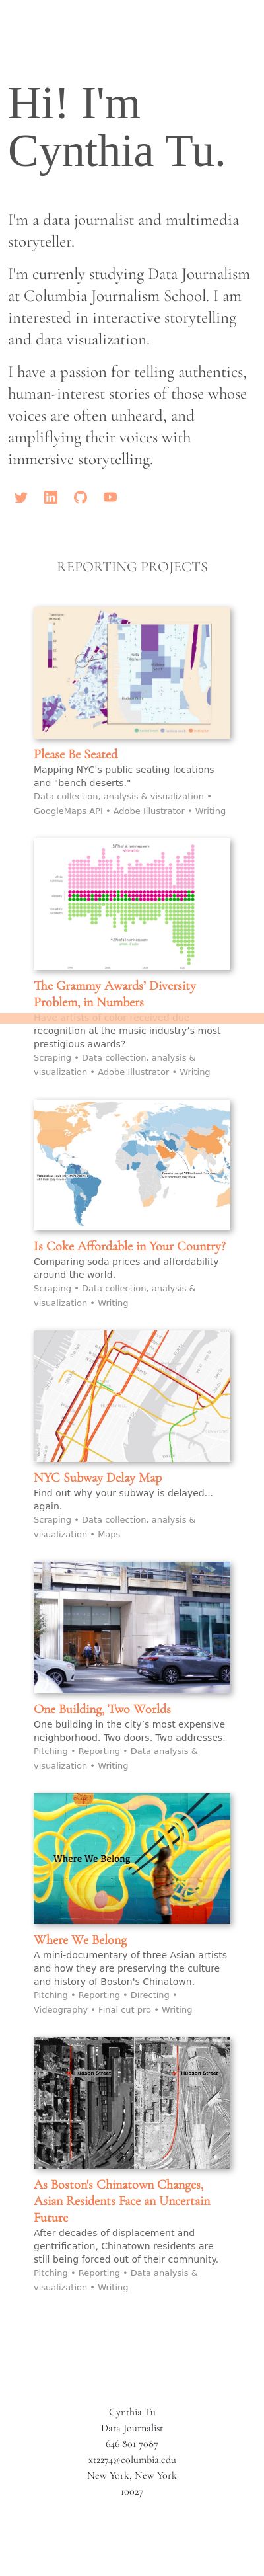 Hi! I'm
Cynthia Tu.
I'm a data journalist and multimedia
storyteller.
I'm currenly studying Data Journalism
at Columbia Journalism School. I am
interested in interactive storytelling
and data visualization.
I have a passion for telling authentics,
human-interest stories of those whose
voices are often unheard, and
ampliflying their voices with
immersive storytelling.
REPORTING PROJECTS
Please Be Seated
Mapping NYC's public seating locations
and "bench deserts."
Data collection, analysis & visualization •
GoogleMaps API • Adobe Illustrator • Writing
The Grammy Awards' Diversity
Problem, in Numbers
Have artists of color received due
recognition at the music industry's most
prestigious awards?
Scraping • Data collection, analysis &
visualization • Adobe Illustrator • Writing
Is Coke Affordable in Your Country?
Comparing soda prices and affordability
around the world.
Scraping • Data collection, analysis &
visualization • Writing
NYC Subway Delay Map
Find out why your subway is delayed...
again.
Scraping • Data collection, analysis &
visualization • Maps
One Building, Two Worlds
One building in the city's most expensive
neighborhood. Two doors. Two addresses.
Pitching • Reporting • Data analysis &
visualization • Writing
Where We Belong
Where We Belong
A mini-documentary of three Asian artists
and how they are preserving the culture
and history of Boston's Chinatown.
Pitching • Reporting • Directing •
Videography • Final cut pro • Writing
Hudson Street
Hudson Street
As Boston's Chinatown Changes,
Asian Residents Face an Uncertain
Future
After decades of displacement and
gentrification, Chinatown residents are
still being forced out of their comnunity.
Pitching • Reporting • Data analysis &
visualization • Writing
Cynthia Tu
Data Journalist
646 801 7087
xt2274@columbia.edu
New York, New York
10027